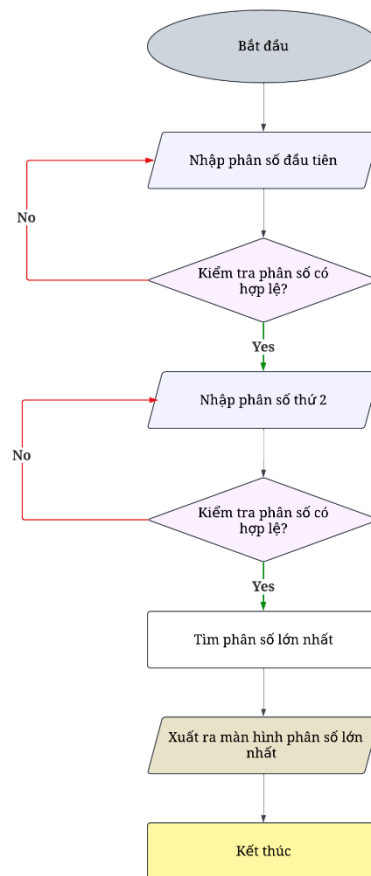 Bắt đầu
Nhập phân số đầu tiên
No
Kiểm tra phân số có
hợp lệ?
Yes
Nhập phân số thứ 2
No
Kiểm tra phân số có
hợp lệ?
Yes
Tìm phân số lớn nhất
Xuất ra màn hình phân số lớn
nhất
Kết thúc